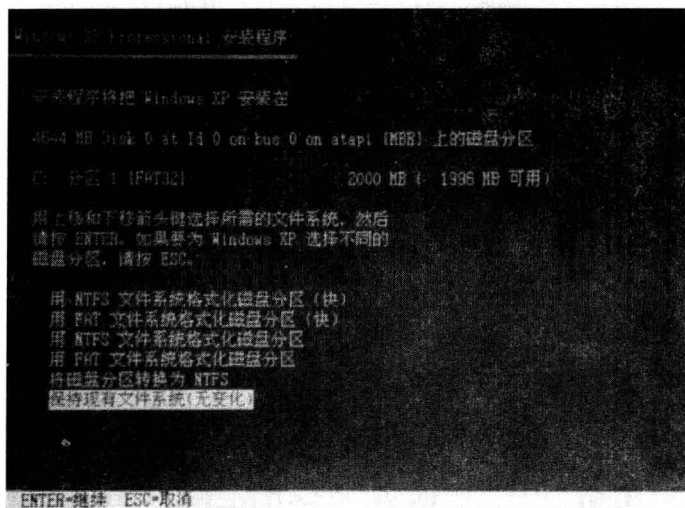 Windows XP Professional 安装程序
安装程序将把 Windows XP 安装在
Disk 0 at Id 0 on bus 0 on atapi (MBR) 上的磁盘分区
C: 分区 1 [FAT32] 2000 MB ( 1996 MB 可用)
用上移和下移箭头键选择所需的文件系统, 然后
请按 ENTER。如果要为 Windows XP 选择不同的
磁盘分区, 请按 ESC。
用 NTFS 文件系统格式化磁盘分区 (快)
用 FAT 文件系统格式化磁盘分区 (快)
用 NTFS 文件系统格式化磁盘分区
用 FAT 文件系统格式化磁盘分区
将磁盘分区转换为 NTFS
保持现有文件系统(无变化)
ENTER=继续 ESC=取消